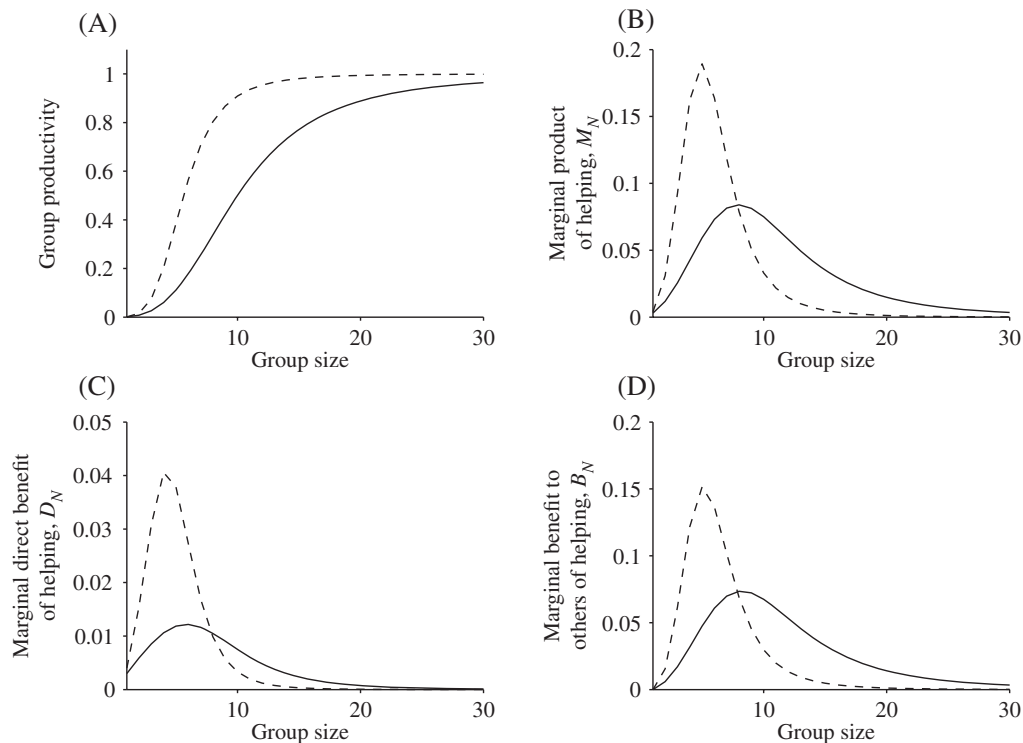 (A)
Group productivity
1
0.8
0.6
0.4
0.2
0
10
20
30
Group size
(B)
Marginal product
of helping, M_N
0.2
0.15
0.1
0.05
0
10
20
30
Group size
(C)
Marginal direct benefit
of helping, D_N
0.05
0.04
0.03
0.02
0.01
0
10
20
30
Group size
(D)
Marginal benefit to
others of helping, B_N
0.2
0.15
0.1
0.05
0
10
20
30
Group size